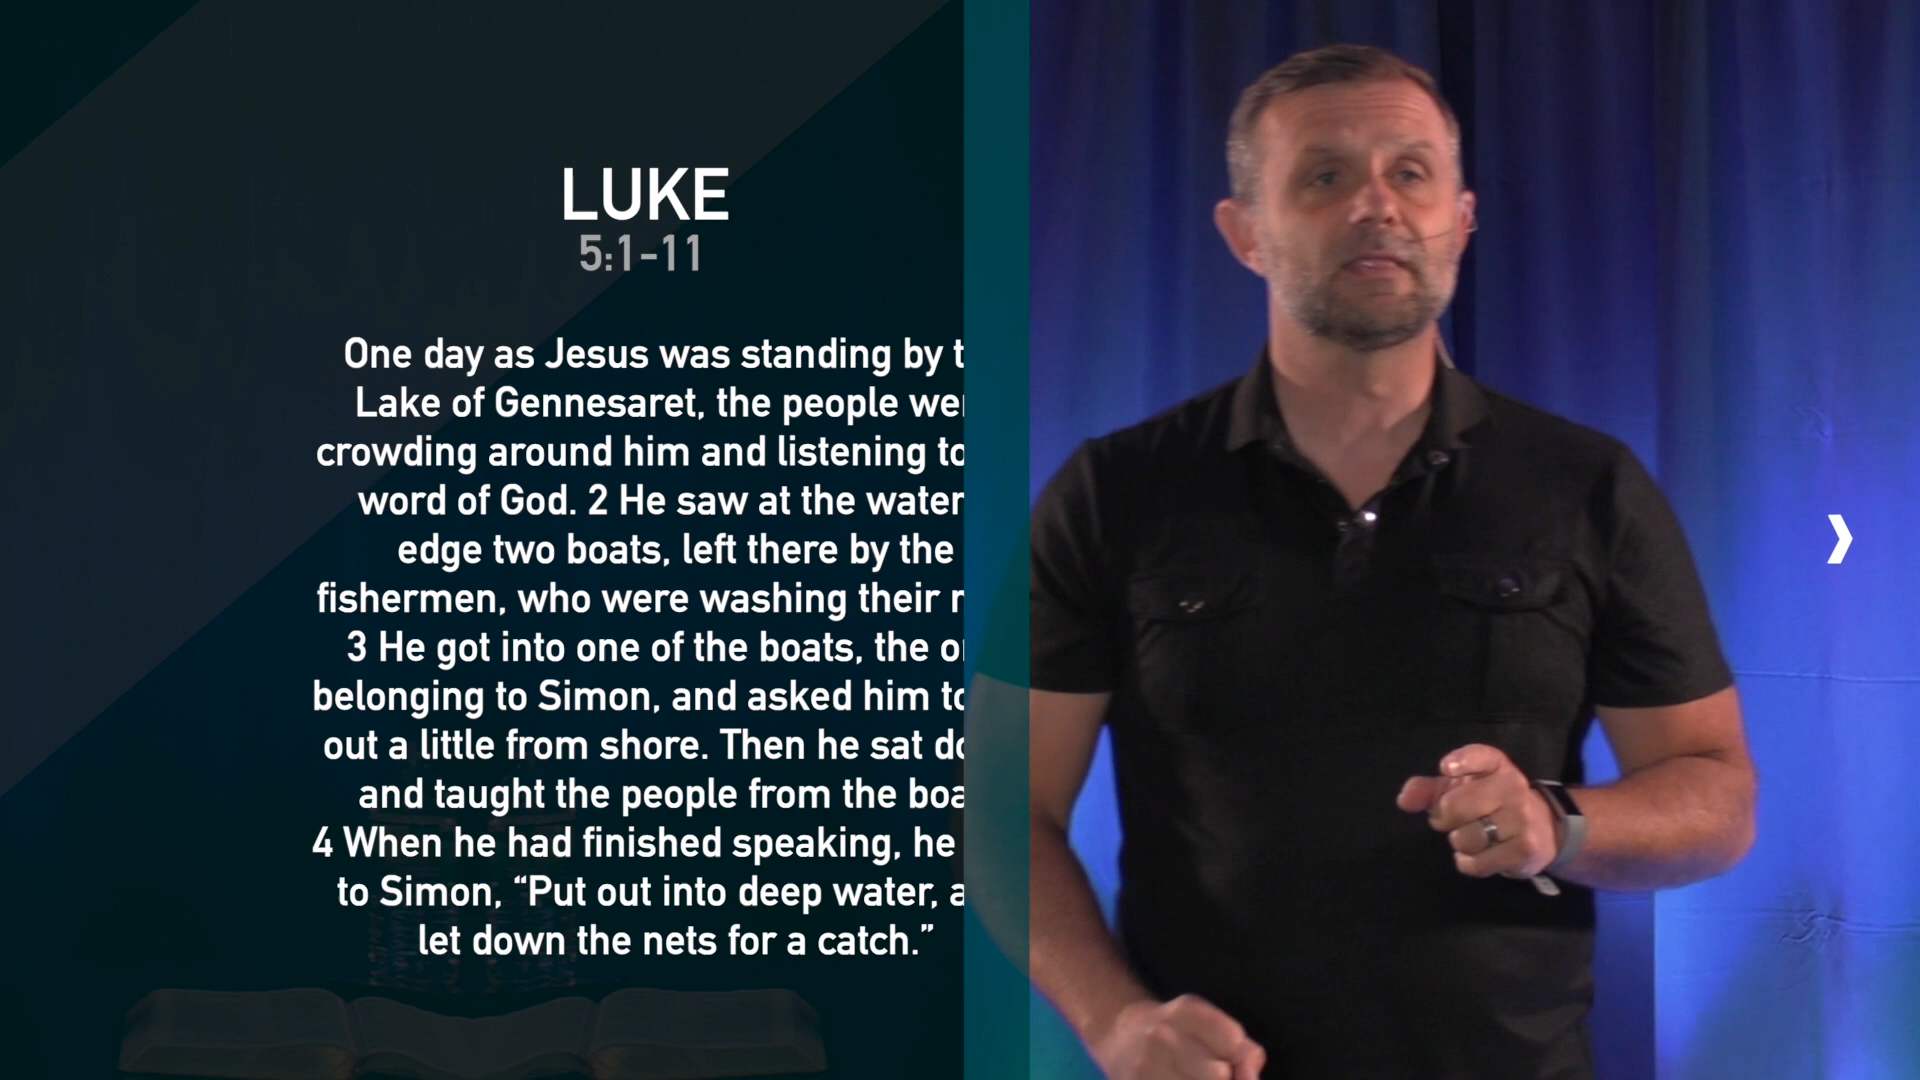 LUKE
5:1-11
One day as Jesus was standing by
Lake of Gennesaret, the people
crowding around him and listening
word of God. 2 He saw at the water
edge two boats, left there by the
fishermen, who were washing their
3 He got into one of the boats, the
belonging to Simon, and asked him
out a little from shore. Then he sat
and taught the people from the
4 When he had finished speaking, he
to Simon, “Put out into deep water,
let down the nets for a catch.”